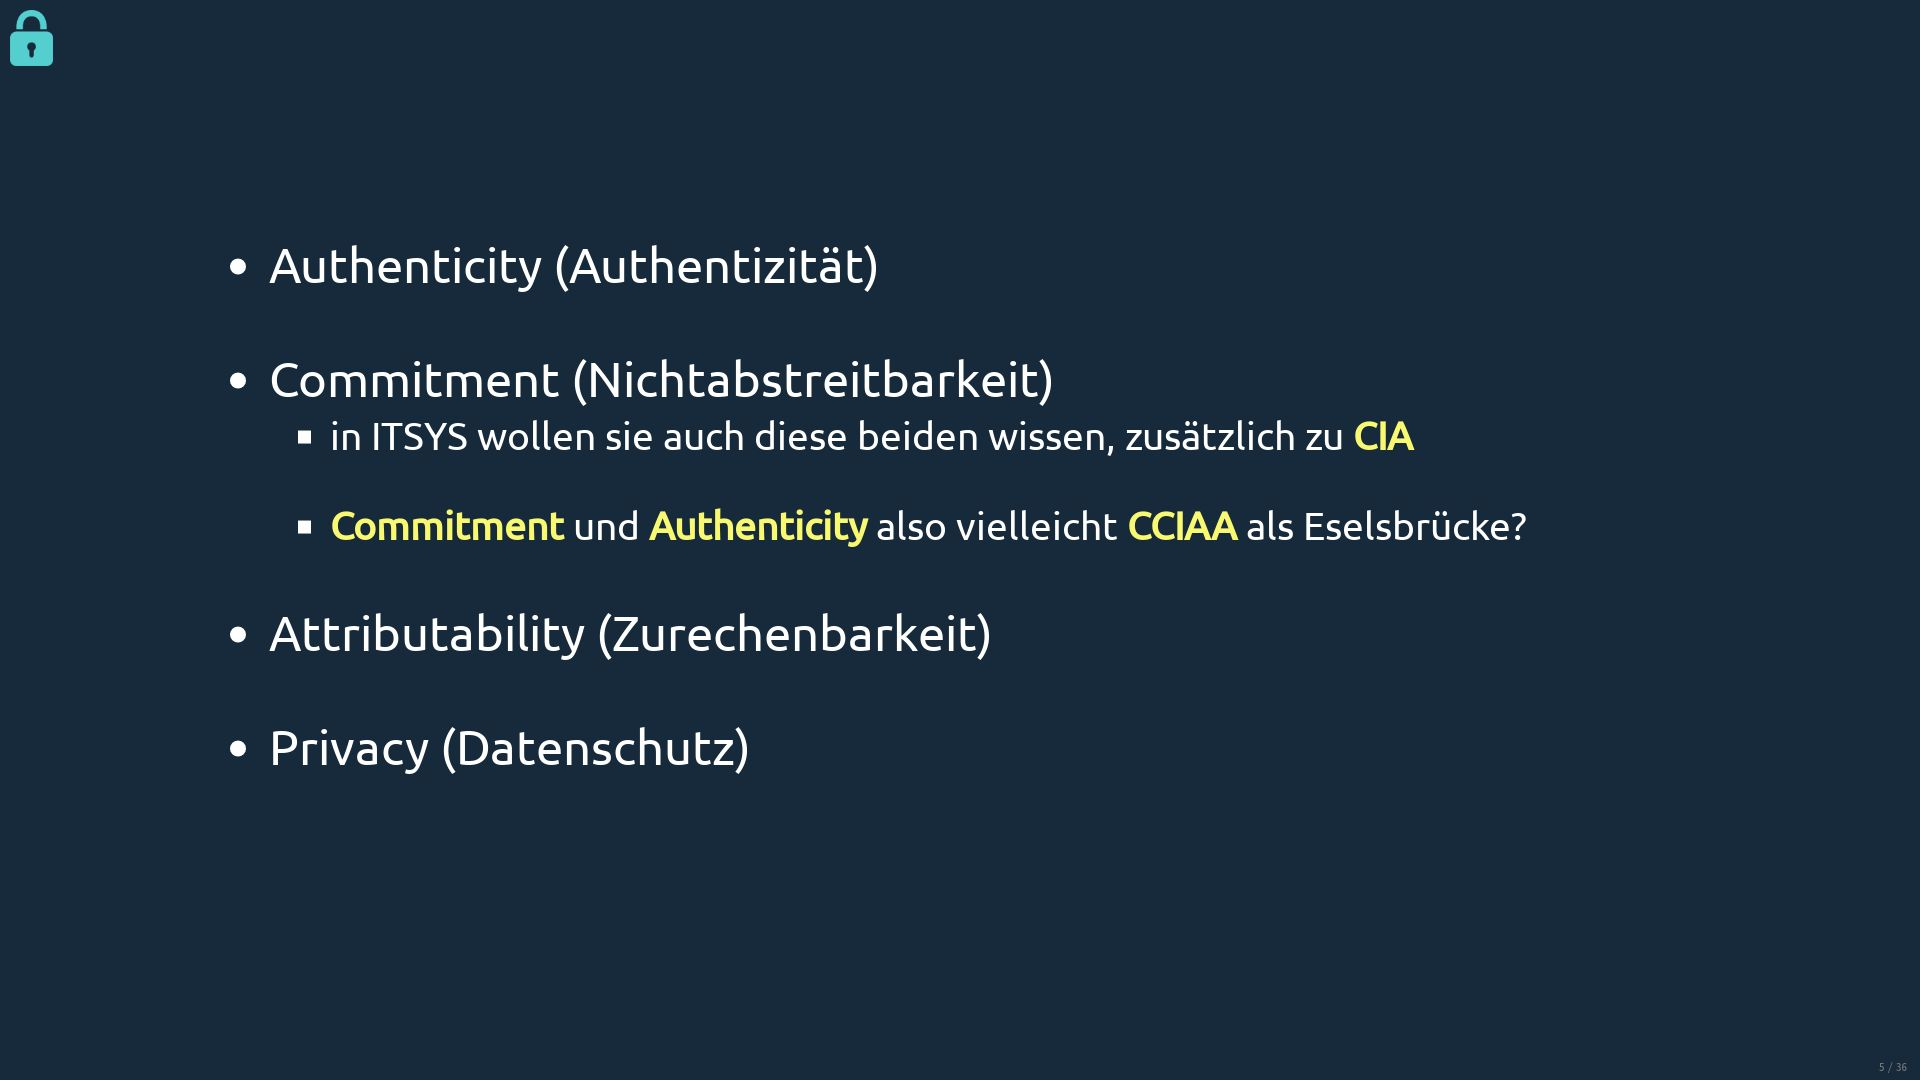 • Authenticity (Authentizität)
• Commitment (Nichtabstreitbarkeit)
▪ in ITSYS wollen sie auch diese beiden wissen, zusätzlich zu CIA
▪ Commitment und Authenticity also vielleicht CCIAA als Eselsbrücke?
• Attributability (Zurechenbarkeit)
• Privacy (Datenschutz)
5 / 36